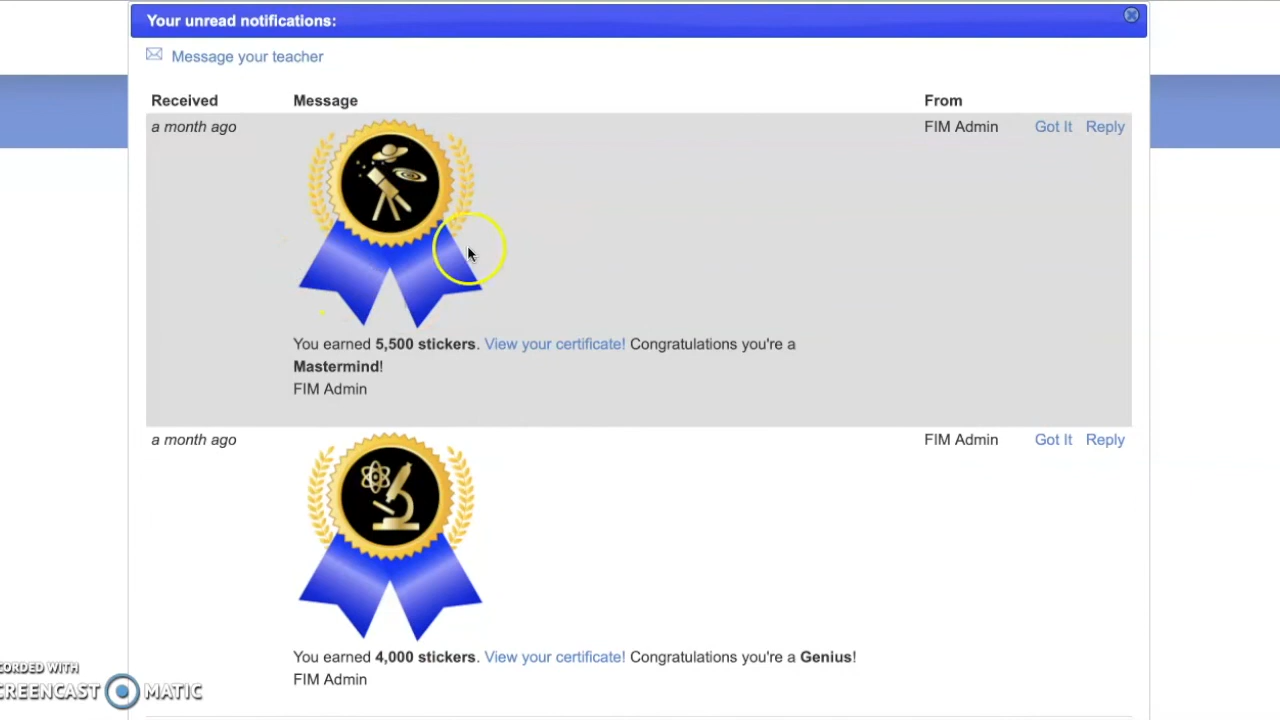 Your unread notifications:
Message your teacher
Received Message From
a month ago FIM Admin Got It Reply
You earned 5,500 stickers. View your certificate! Congratulations you're a
Mastermind!
FIM Admin
a month ago FIM Admin Got It Reply
You earned 4,000 stickers. View your certificate! Congratulations you're a Genius!
FIM Admin
CORDED WITH
CREENCAST MATIC